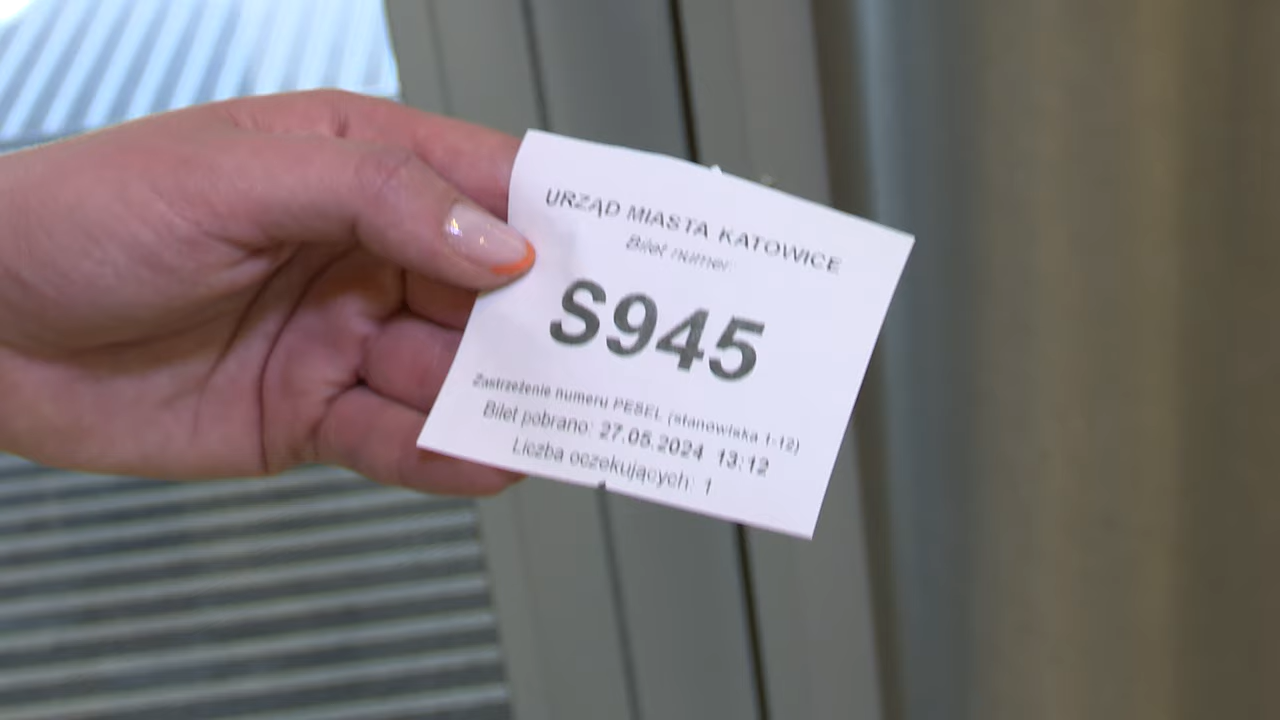 URZĄD MIASTA KATOWICE
Bilet numer:
S945
Zastrzeżenie numeru PESEL (stanowiska 1-12)
Bilet pobrano: 27.05.2024 13:12
Liczba oczekujących: 1